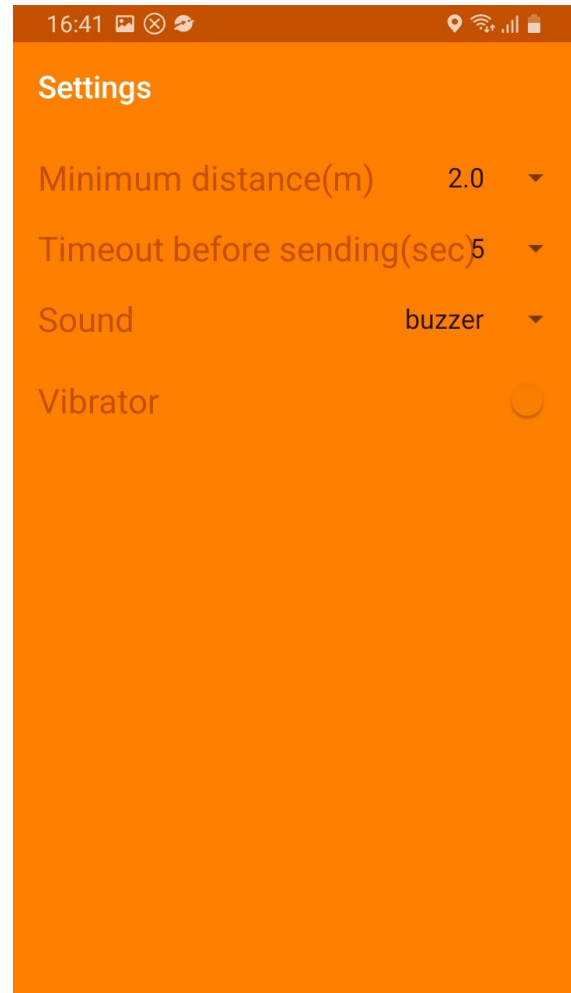 16:41
Settings
Minimum distance(m) 2.0
Timeout before sending(sec) 5
Sound buzzer
Vibrator